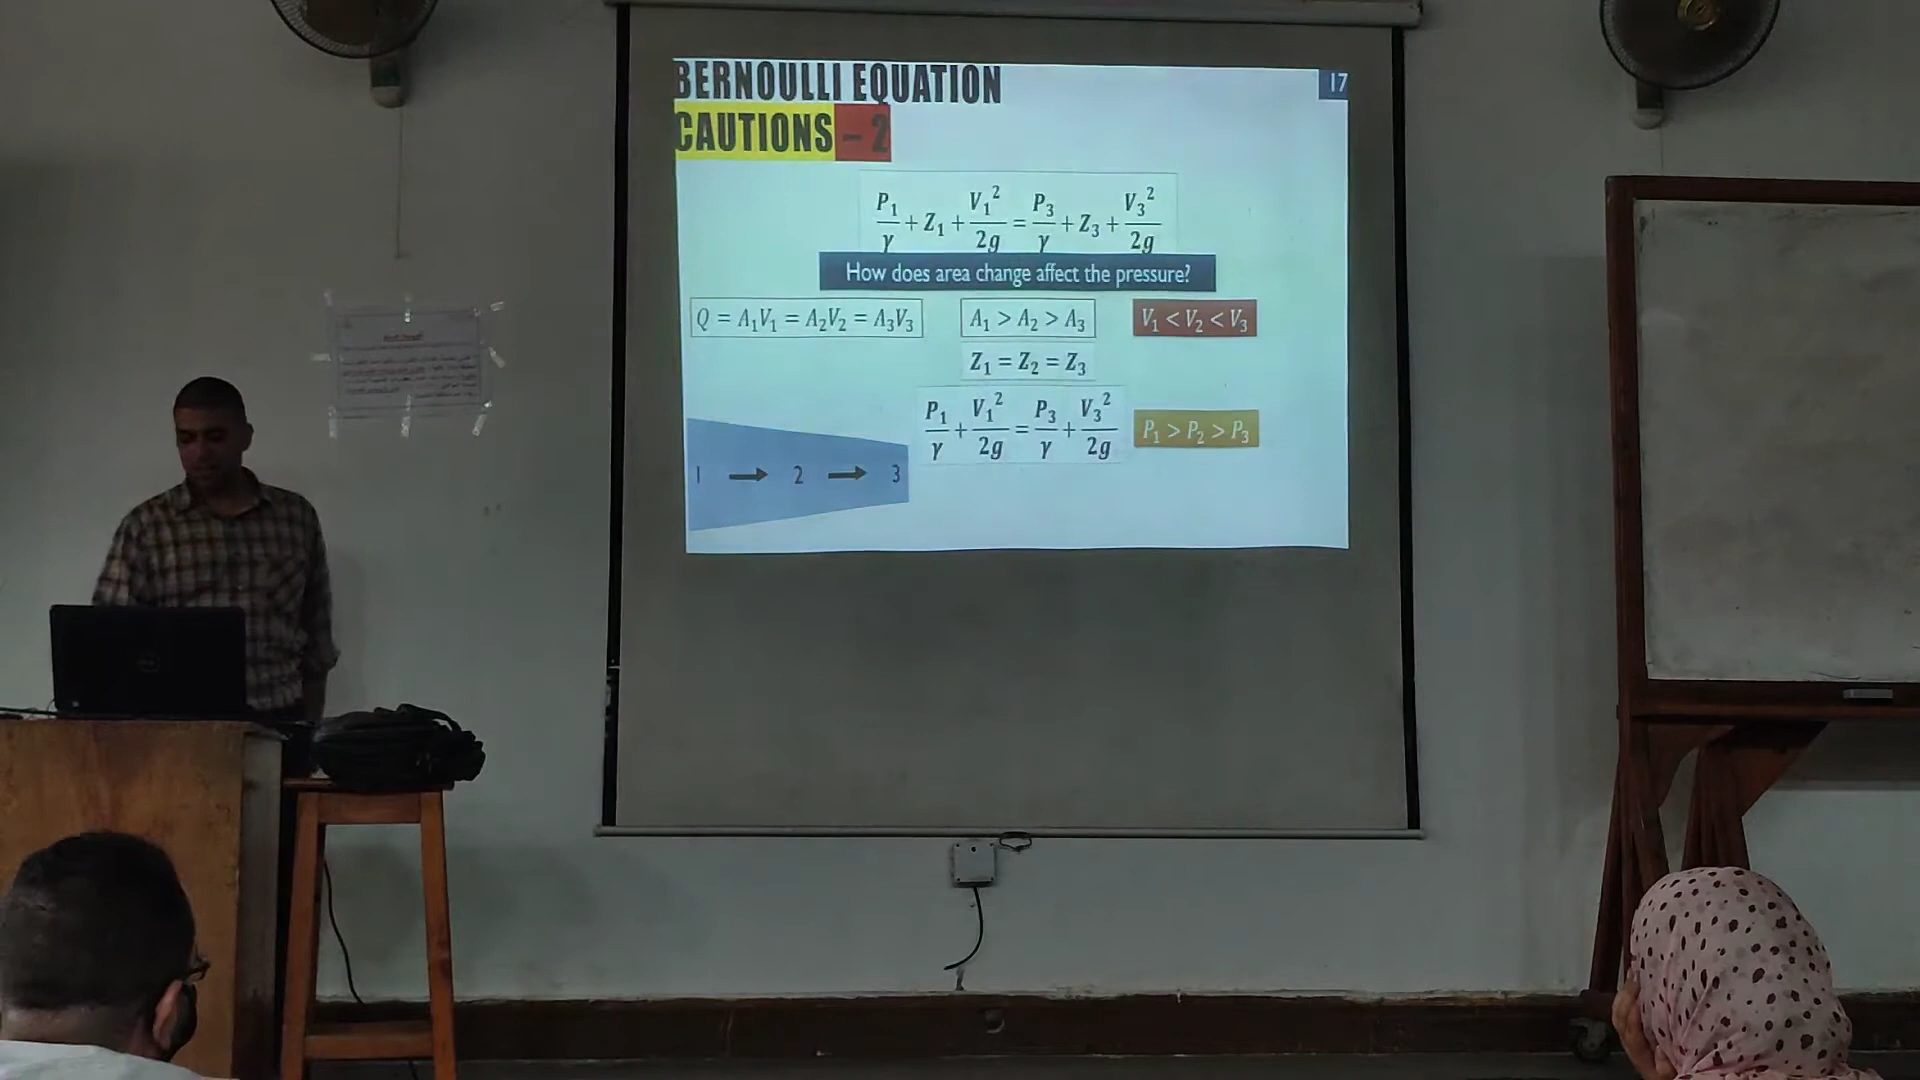 BERNOULLI EQUATION
17
CAUTIONS – 2
P₁/γ + Z₁ + V₁²/2g = P₃/γ + Z₃ + V₃²/2g
How does area change affect the pressure?
Q = A₁V₁ = A₂V₂ = A₃V₃
A₁ > A₂ > A₃
V₁ < V₂ < V₃
Z₁ = Z₂ = Z₃
P₁/γ + V₁²/2g = P₃/γ + V₃²/2g
P₁ > P₂ > P₃
1 → 2 → 3